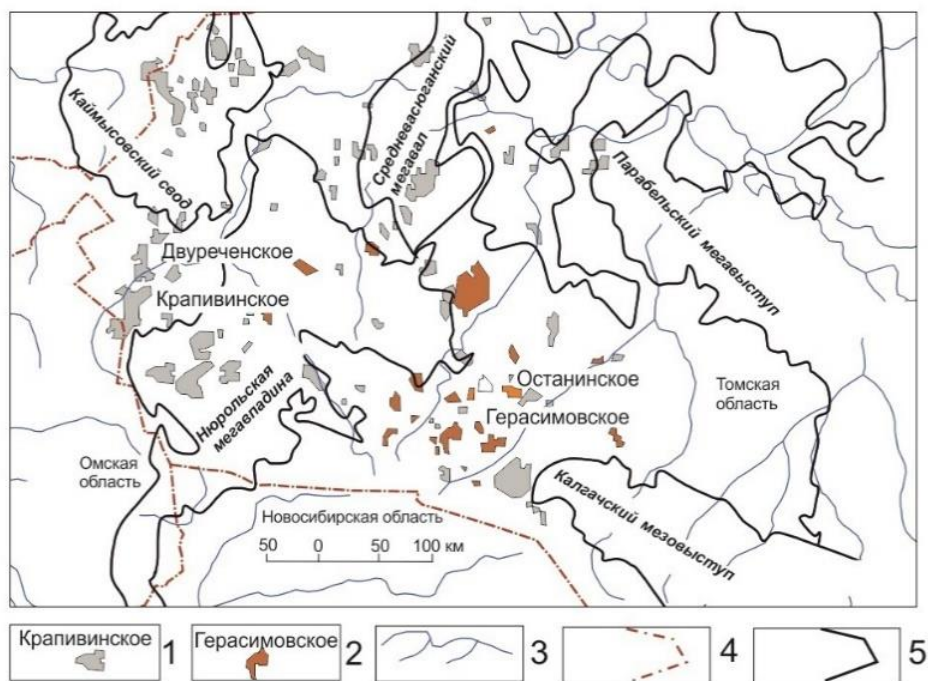 Каймысовский свод
Средневасюганский
мегавал
Парабельский мегавыступ
Двуреченское
Крапивинское
Нюрольская
мегавпадина
Останинское
Герасимовское
Томская
область
Омская
область
Новосибирская область
50 0 50 100 км
Калгачский мезовыступ
Крапивинское 1
Герасимовское 2
3
4
5